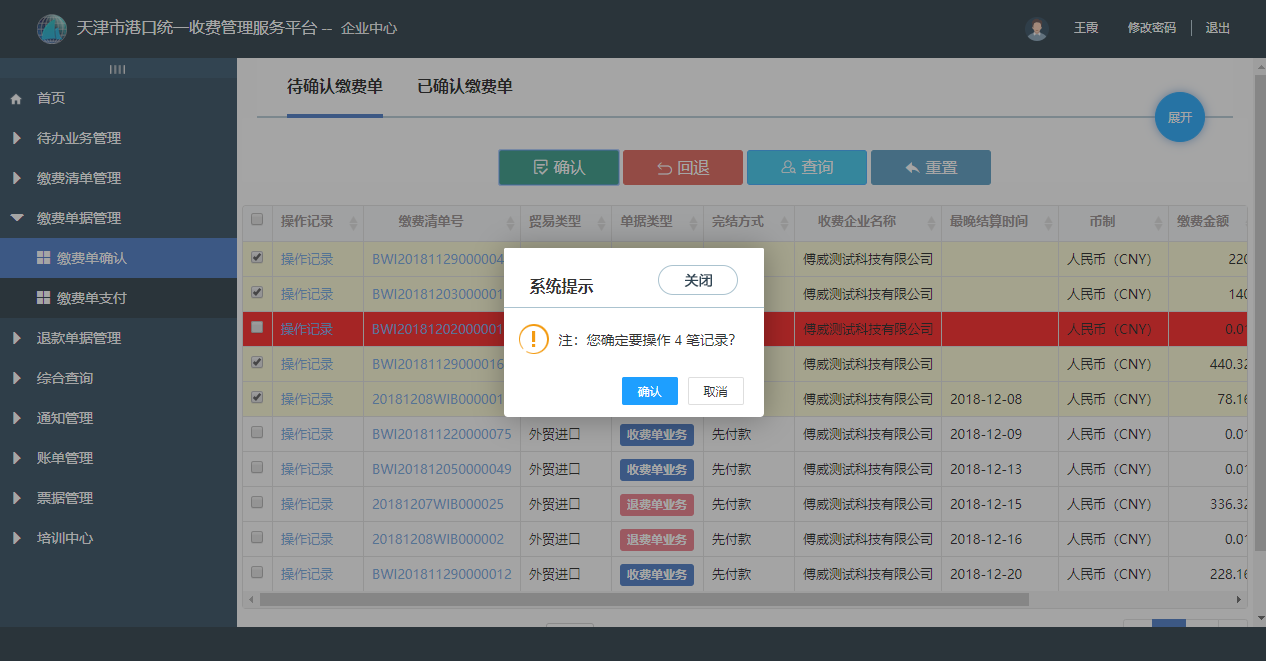 天津市港口统一收费管理服务平台 -- 企业中心
王霞 修改密码 退出
首页
待办业务管理
缴费清单管理
缴费单据管理
缴费单确认
缴费单支付
退款单据管理
综合查询
通知管理
账单管理
票据管理
培训中心
待确认缴费单 已确认缴费单
展开
确认 回退 查询 重置
操作记录 缴费清单号 贸易类型 单据类型 完结方式 收费企业名称 最晚结算时间 币制 缴费金额
操作记录 BWI2018112900004 傅威测试科技有限公司 人民币（CNY） 220
操作记录 BWI2018120300001 傅威测试科技有限公司 人民币（CNY） 140
操作记录 BWI2018120200001 傅威测试科技有限公司 人民币（CNY） 0.01
操作记录 BWI2018112900016 傅威测试科技有限公司 人民币（CNY） 440.32
操作记录 20181208WIB000001 傅威测试科技有限公司 2018-12-08 人民币（CNY） 78.16
操作记录 BWI201811220000075 外贸进口 收费单业务 先付款 傅威测试科技有限公司 2018-12-09 人民币（CNY） 0.01
操作记录 BWI201812050000049 外贸进口 收费单业务 先付款 傅威测试科技有限公司 2018-12-13 人民币（CNY） 0.01
操作记录 20181207WIB000025 外贸进口 退费单业务 先付款 傅威测试科技有限公司 2018-12-15 人民币（CNY） 336.32
操作记录 20181208WIB000002 外贸进口 退费单业务 先付款 傅威测试科技有限公司 2018-12-16 人民币（CNY） 0.01
操作记录 BWI201811290000012 外贸进口 收费单业务 先付款 傅威测试科技有限公司 2018-12-20 人民币（CNY） 228.16
系统提示 关闭
注：您确定要操作 4 笔记录？
确认 取消